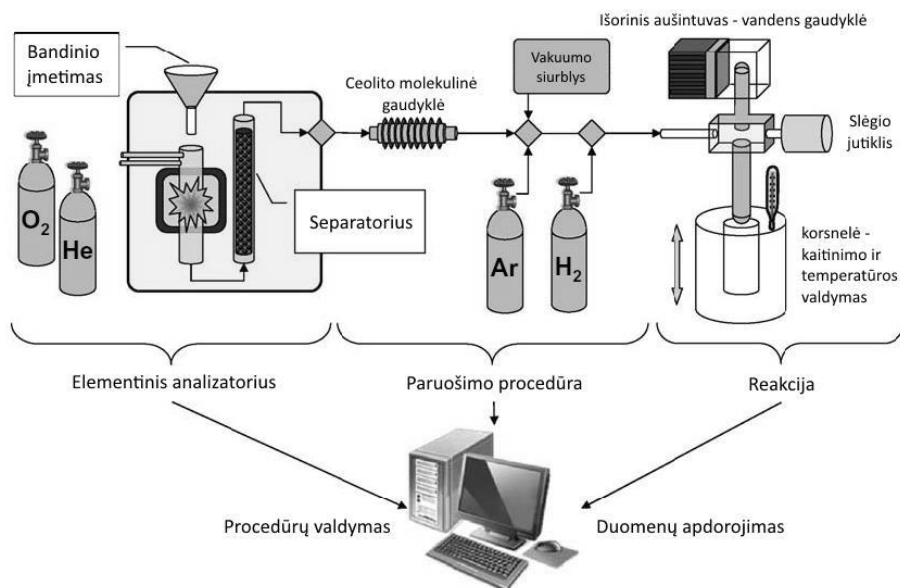 Bandinio
įmetimas
O2
He
Separatorius
Ceolito molekulinė
gaudyklė
Vakuumo
siurblys
Ar
H2
Išorinis aušintuvas - vandens gaudyklė
Slėgio
jutiklis
korsnelė -
kaitinimo ir
temperatūros
valdymas
Elementinis analizatorius
Paruošimo procedūra
Reakcija
Procedūrų valdymas
Duomenų apdorojimas